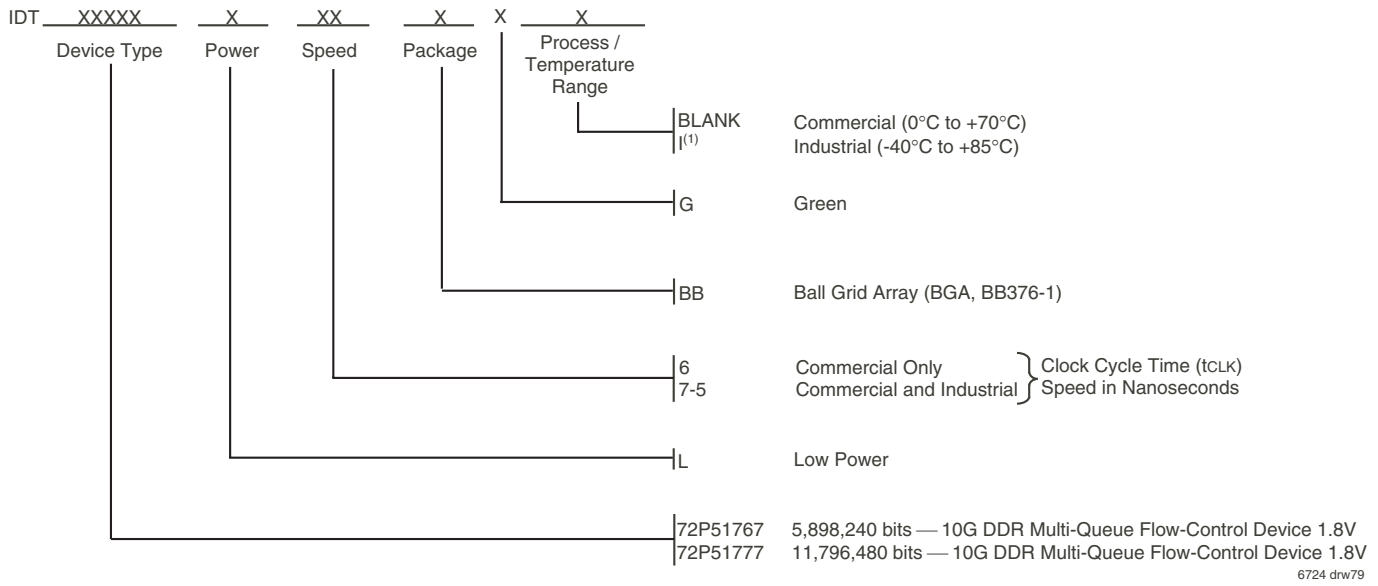 IDT XXXXX X XX X X X
Device Type Power Speed Package Process /
Temperature
Range
BLANK Commercial (0°C to +70°C)
I(1) Industrial (-40°C to +85°C)
G Green
BB Ball Grid Array (BGA, BB376-1)
6 Commercial Only Clock Cycle Time (tCLK)
7-5 Commercial and Industrial Speed in Nanoseconds
L Low Power
72P51767 5,898,240 bits — 10G DDR Multi-Queue Flow-Control Device 1.8V
72P51777 11,796,480 bits — 10G DDR Multi-Queue Flow-Control Device 1.8V
6724 drw79